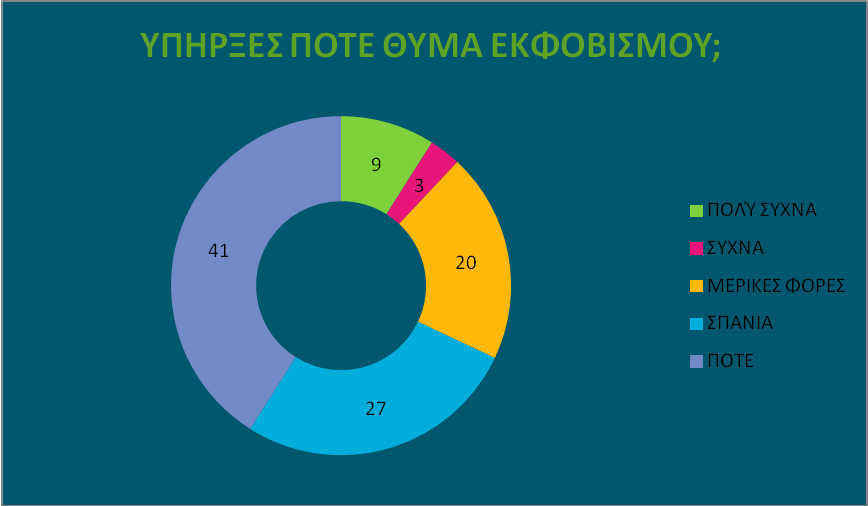 ΥΠΗΡΞΕΣ ΠΟΤΕ ΘΥΜΑ ΕΚΦΟΒΙΣΜΟΥ;
9
3
41
20
27
ΠΟΛΎ ΣΥΧΝΑ
ΣΥΧΝΑ
ΜΕΡΙΚΕΣ ΦΟΡΕΣ
ΣΠΑΝΙΑ
ΠΟΤΕ